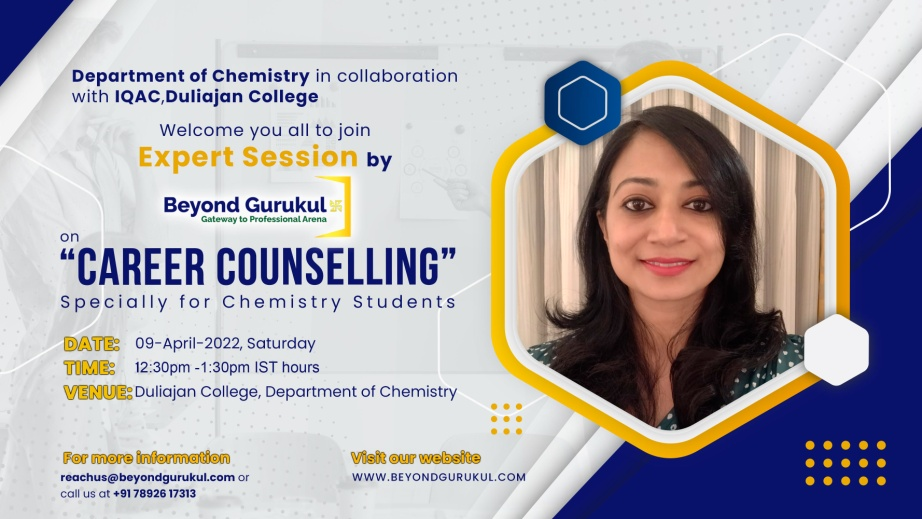 Department of Chemistry in collaboration
with IQAC,Duliajan College
Welcome you all to join
Expert Session by
Beyond Gurukul
Gateway to Professional Arena
on
“CAREER COUNSELLING”
Specially for Chemistry Students
DATE: 09-April-2022, Saturday
TIME: 12:30pm -1:30pm IST hours
VENUE: Duliajan College, Department of Chemistry
For more information
reachus@beyondgurukul.com or
call us at +91 78926 17313
Visit our website
WWW.BEYONDGURUKUL.COM